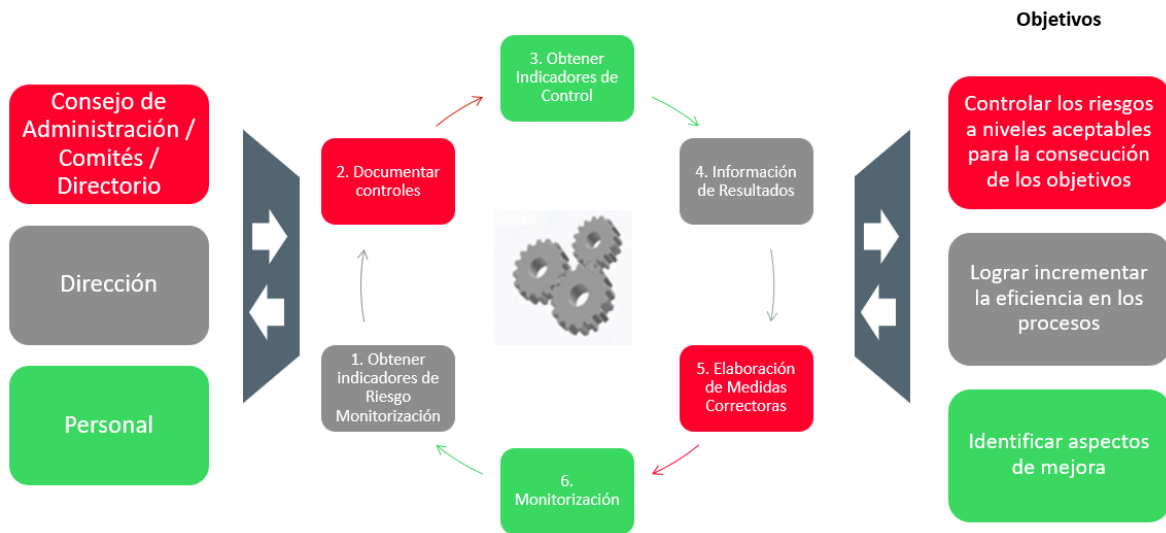 Consejo de
Administración /
Comités /
Directorio
Dirección
Personal
1. Obtener
indicadores de
Riesgo
Monitorización
2. Documentar
controles
3. Obtener
Indicadores de
Control
4. Información
de Resultados
5. Elaboración
de Medidas
Correctoras
6.
Monitorización
Objetivos
Controlar los riesgos
a niveles aceptables
para la consecución
de los objetivos
Lograr incrementar
la eficiencia en los
procesos
Identificar aspectos
de mejora